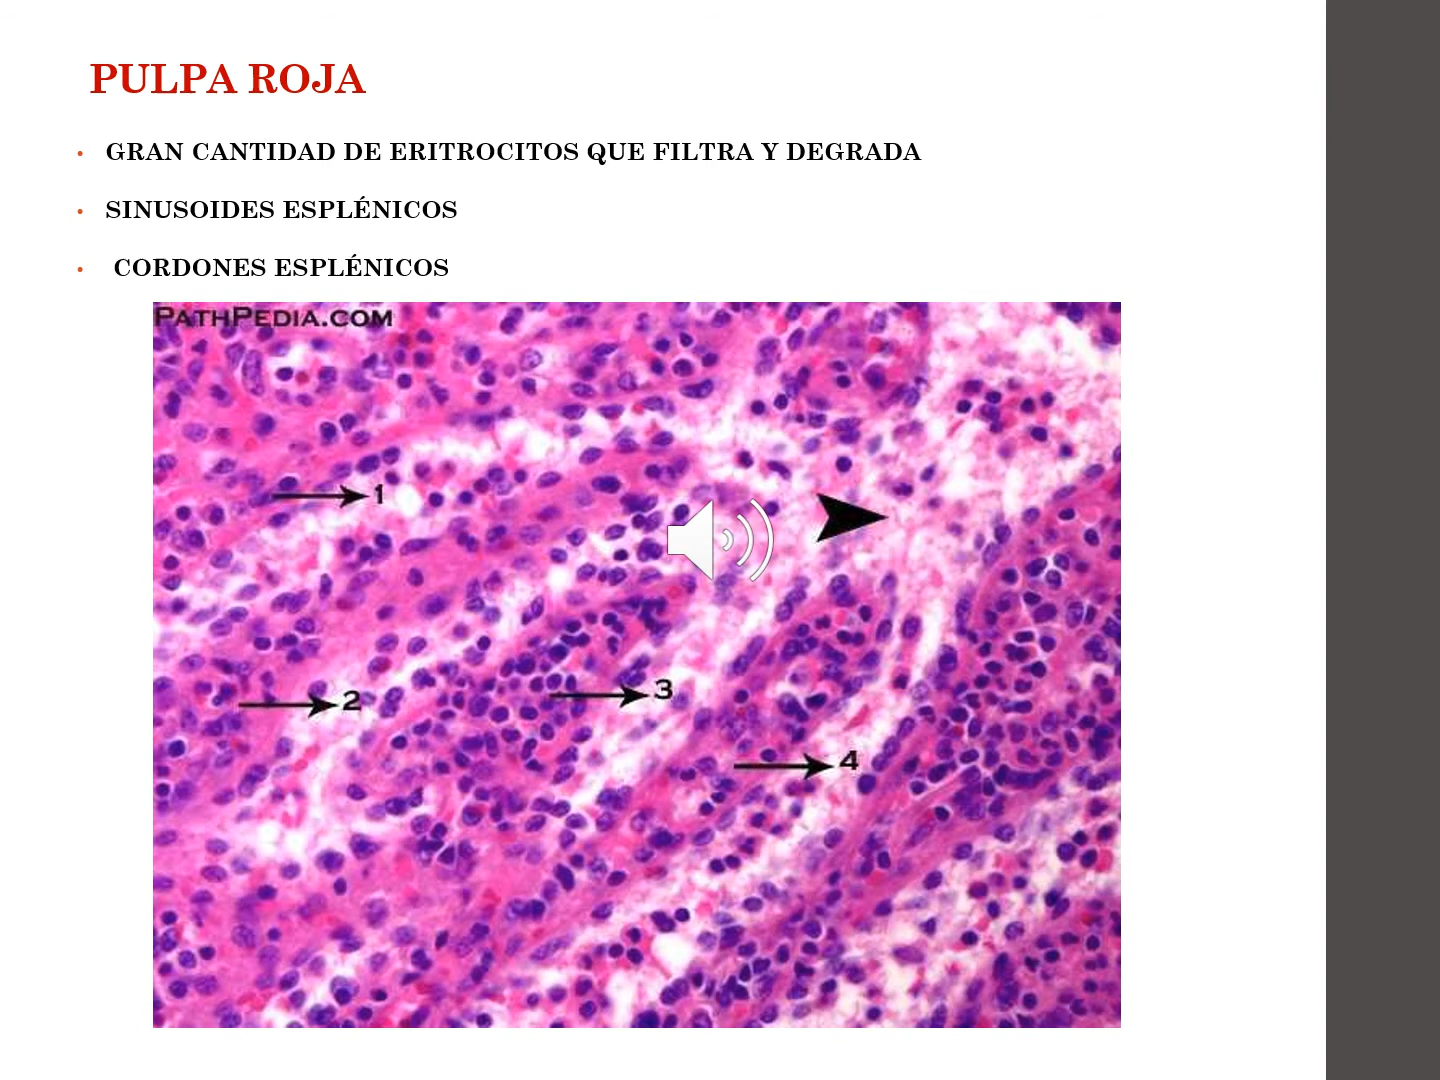 PULPA ROJA
• GRAN CANTIDAD DE ERITROCITOS QUE FILTRA Y DEGRADA
• SINUSOIDES ESPLÉNICOS
• CORDONES ESPLÉNICOS
PATHPEDIA.COM
1
2
3
4